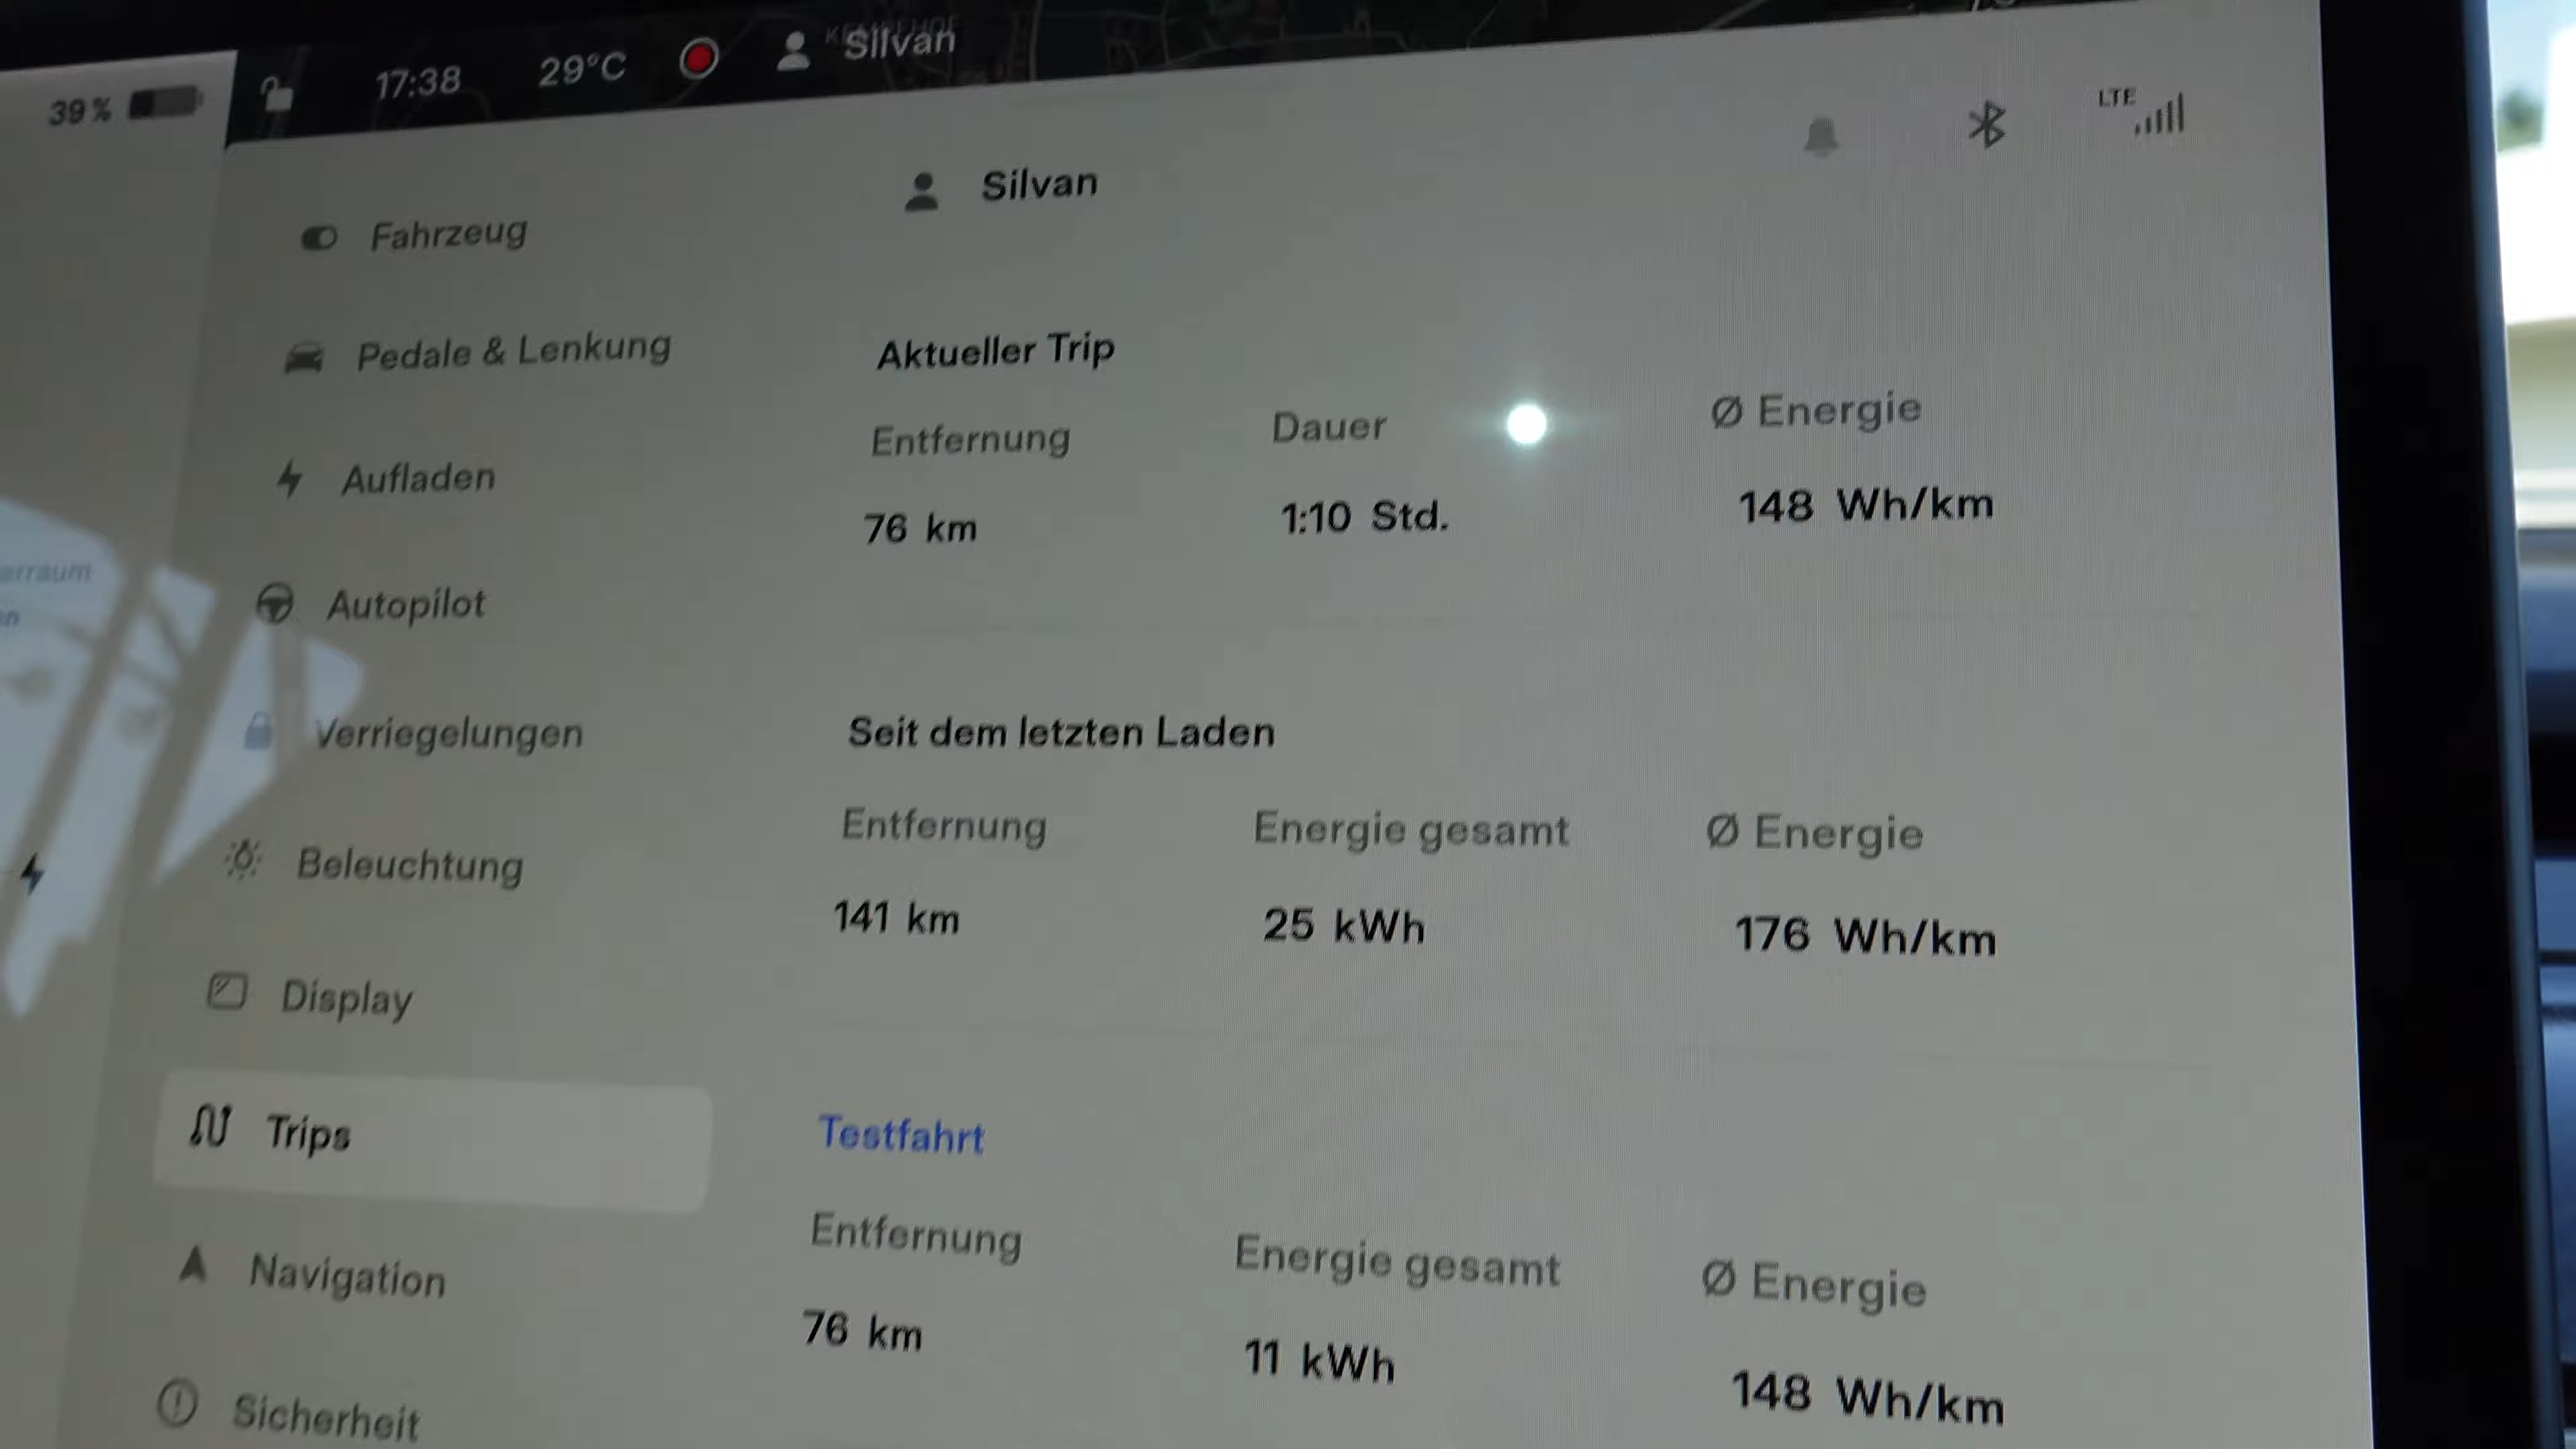 39 %
17:38 29°C Silvan
LTE
Silvan
Fahrzeug
Pedale & Lenkung
Aufladen
Autopilot
Verriegelungen
Beleuchtung
Display
Trips
Navigation
Sicherheit
Aktueller Trip
Entfernung Dauer Ø Energie
76 km 1:10 Std. 148 Wh/km
Seit dem letzten Laden
Entfernung Energie gesamt Ø Energie
141 km 25 kWh 176 Wh/km
Testfahrt
Entfernung Energie gesamt Ø Energie
76 km 11 kWh 148 Wh/km